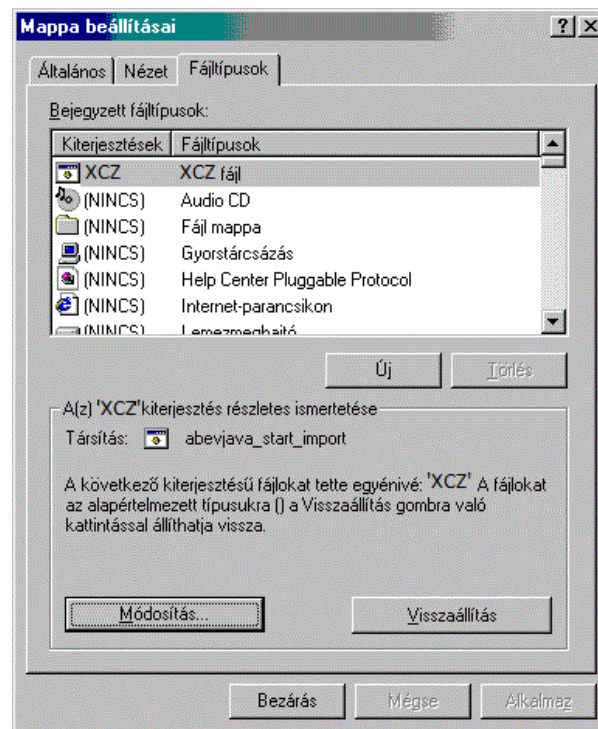 Mappa beállításai
Általános Nézet Fájltípusok
Bejegyzett fájltípusok:
Kiterjesztések Fájltípusok
XCZ XCZ fájl
(NINCS) Audio CD
(NINCS) Fájl mappa
(NINCS) Gyorstárcsázás
(NINCS) Help Center Pluggable Protocol
(NINCS) Internet-parancsikon
(NINCS) Lemezmeghajtó
Új Törlés
A(z) 'XCZ'kiterjesztés részletes ismertetése
Társítás: abevjava_start_import
A következő kiterjesztésű fájlokat tette egyénivé: 'XCZ' A fájlokat
az alapértelmezett típusukra () a Visszaállítás gombra való
kattintással állíthatja vissza.
Módosítás... Visszaállítás
Bezárás Mégse Alkalmaz